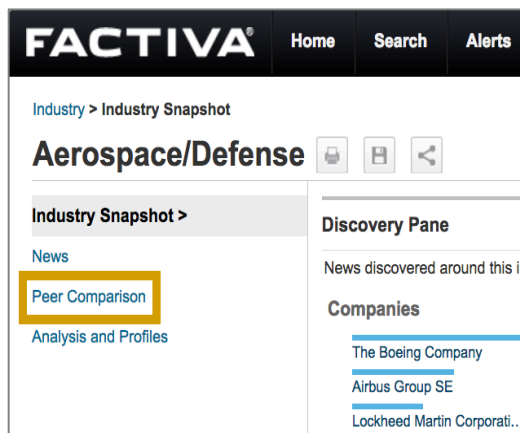 FACTIVA® Home Search Alerts
Industry > Industry Snapshot
Aerospace/Defense
Industry Snapshot >
News
Peer Comparison
Analysis and Profiles
Discovery Pane
News discovered around this i
Companies
The Boeing Company
Airbus Group SE
Lockheed Martin Corporati...